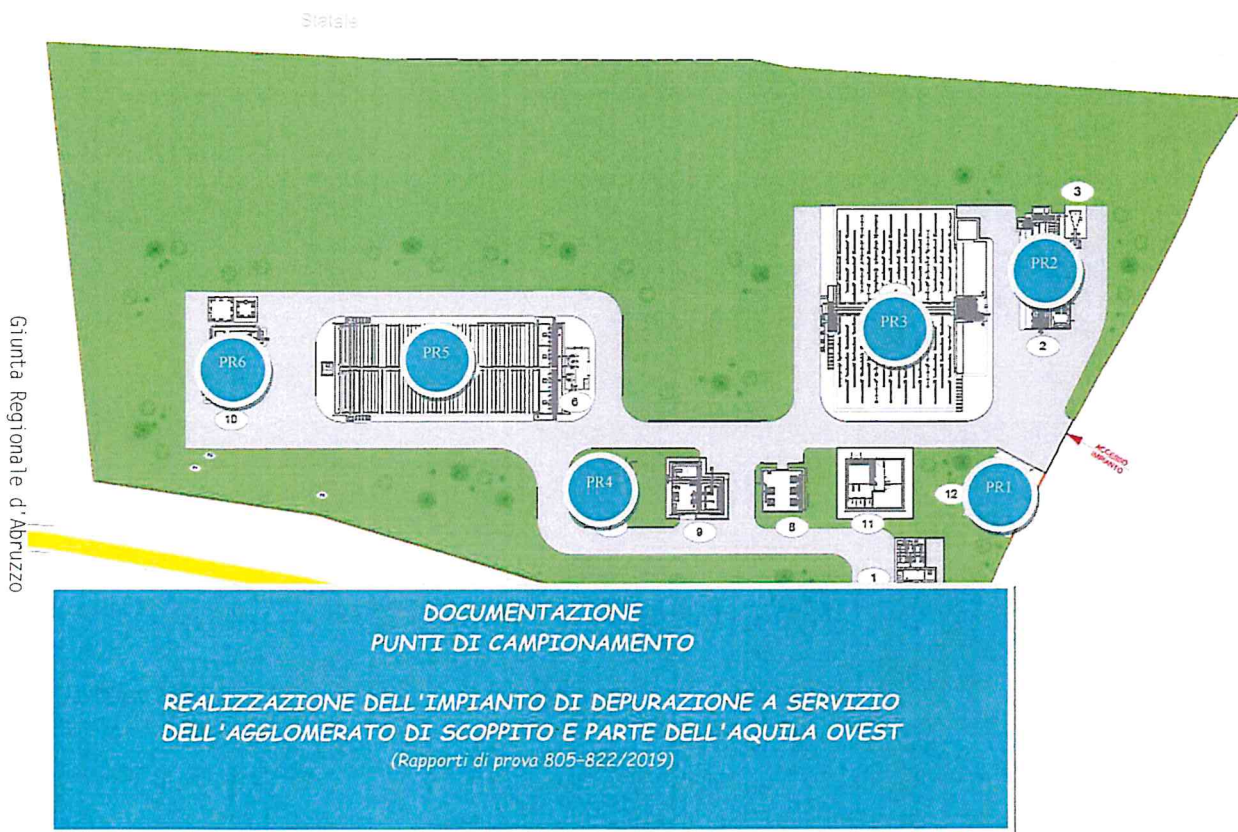 Statale
3
PR2
2
PR3
PR5
6
PR6
10
ACCESSO
IMPIANTO
PR4
9
8
11
12
PR1
1
Giunta Regionale d'Abruzzo
DOCUMENTAZIONE
PUNTI DI CAMPIONAMENTO
REALIZZAZIONE DELL'IMPIANTO DI DEPURAZIONE A SERVIZIO
DELL'AGGLOMERATO DI SCOPPITO E PARTE DELL'AQUILA OVEST
(Rapporti di prova 805-822/2019)